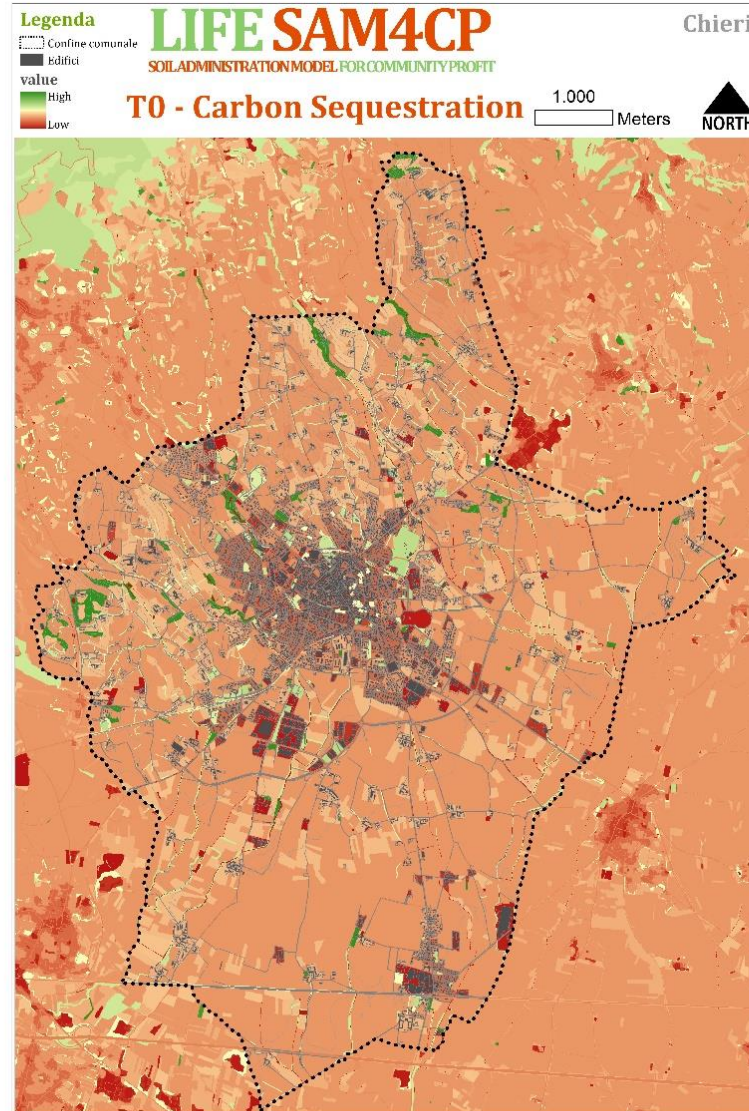 Legenda
Confine comunale
Edifici
value
High
Low
LIFE SAM4CP
SOIL ADMINISTRATION MODEL FOR COMMUNITY PROFIT
T0 - Carbon Sequestration
1.000
Meters
Chieri
NORTH